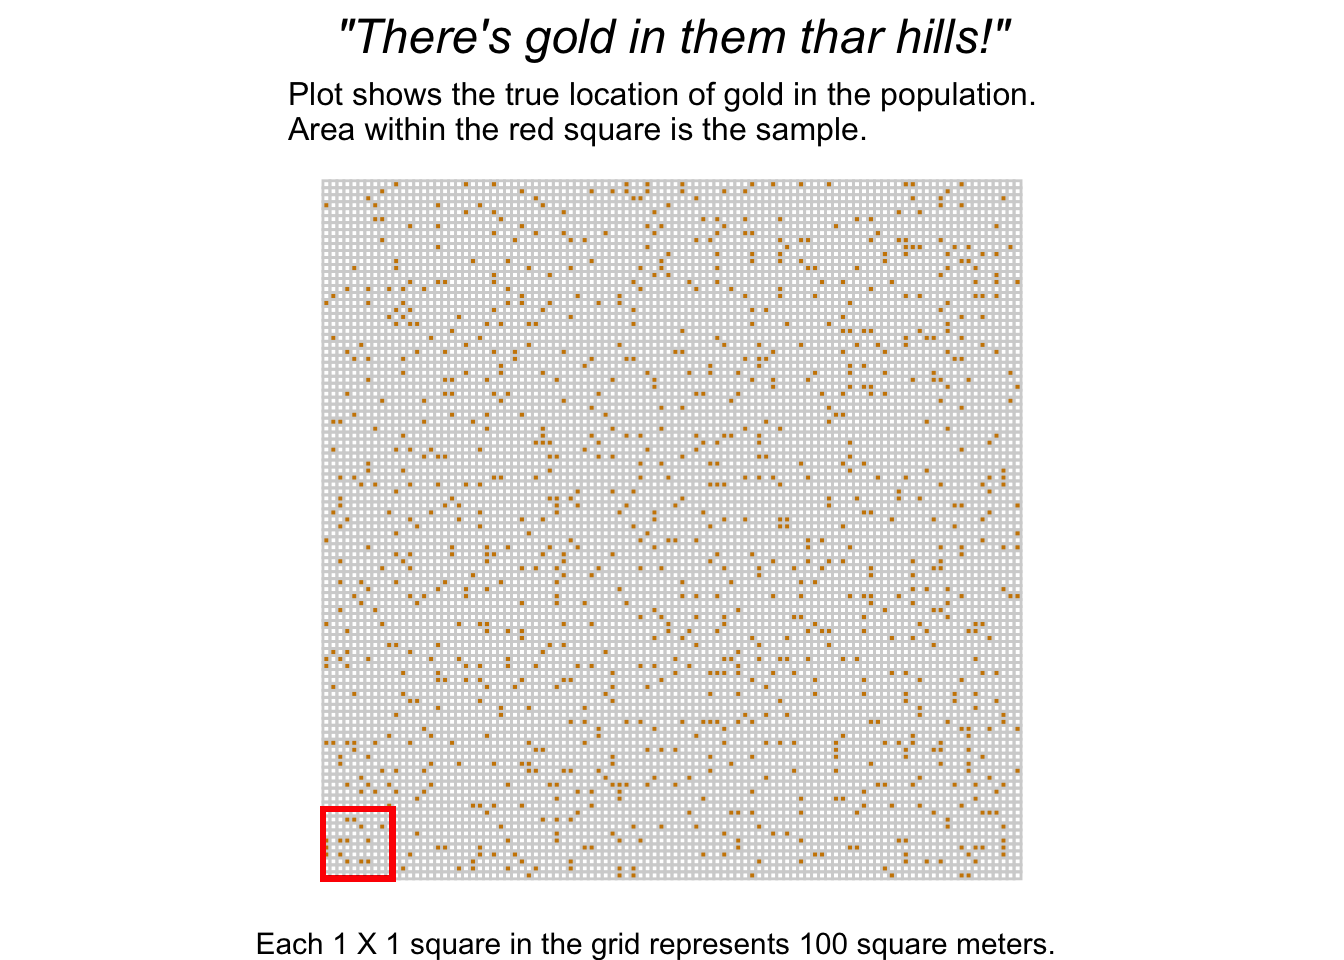 "There's gold in them thar hills!"
Plot shows the true location of gold in the population.
Area within the red square is the sample.
Each 1 X 1 square in the grid represents 100 square meters.